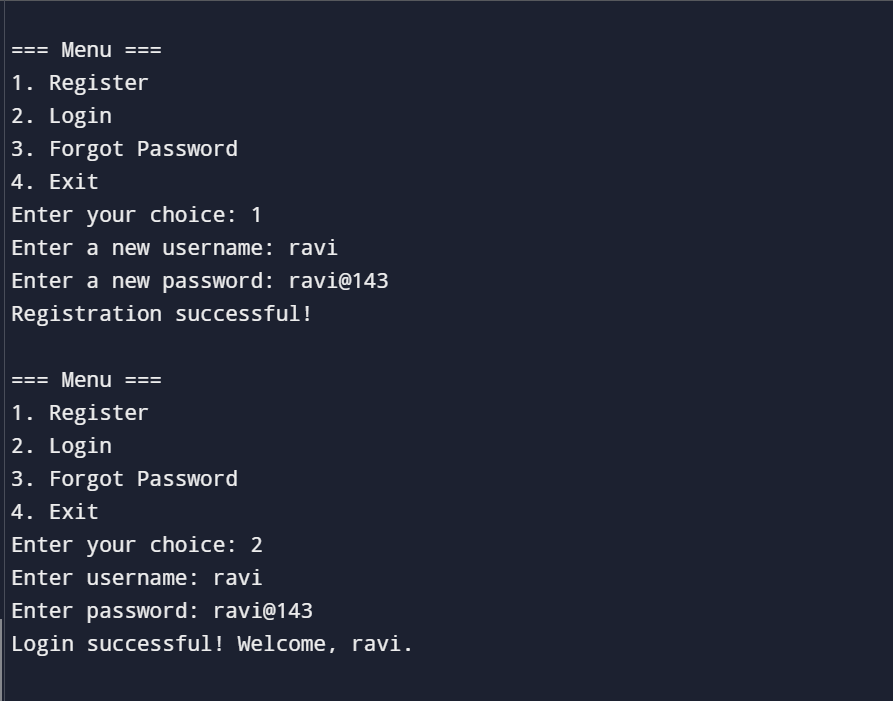 === Menu ===
1. Register
2. Login
3. Forgot Password
4. Exit
Enter your choice: 1
Enter a new username: ravi
Enter a new password: ravi@143
Registration successful!
=== Menu ===
1. Register
2. Login
3. Forgot Password
4. Exit
Enter your choice: 2
Enter username: ravi
Enter password: ravi@143
Login successful! Welcome, ravi.